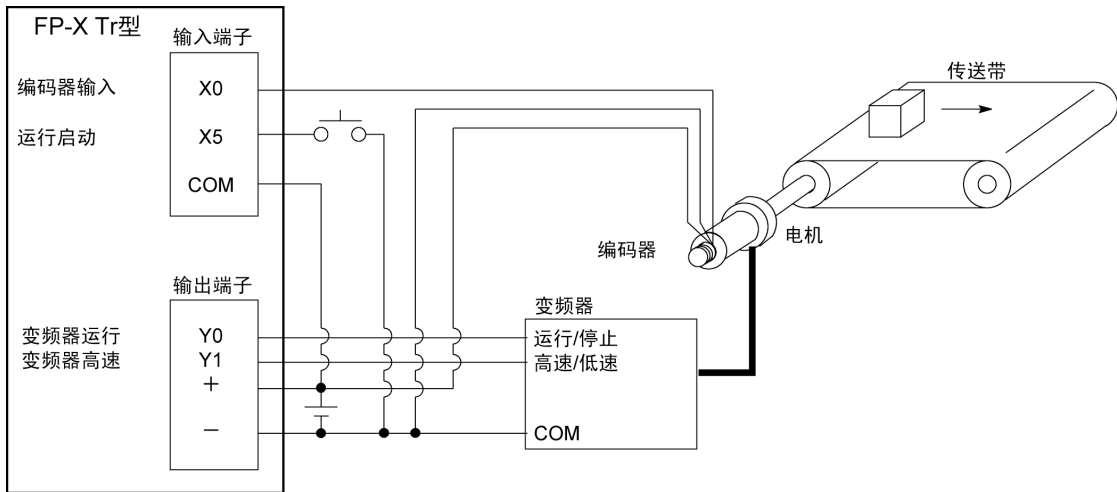 FP-X Tr型
输入端子
编码器输入 X0
运行启动 X5
COM
输出端子
变频器运行 Y0
变频器高速 Y1
+
-
传送带
电机
编码器
变频器
运行/停止
高速/低速
COM